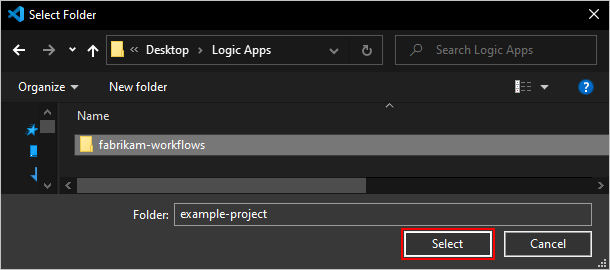 Select Folder
« Desktop › Logic Apps
Search Logic Apps
Organize New folder
?
Name
fabrikam-workflows
Folder: example-project
Select Cancel